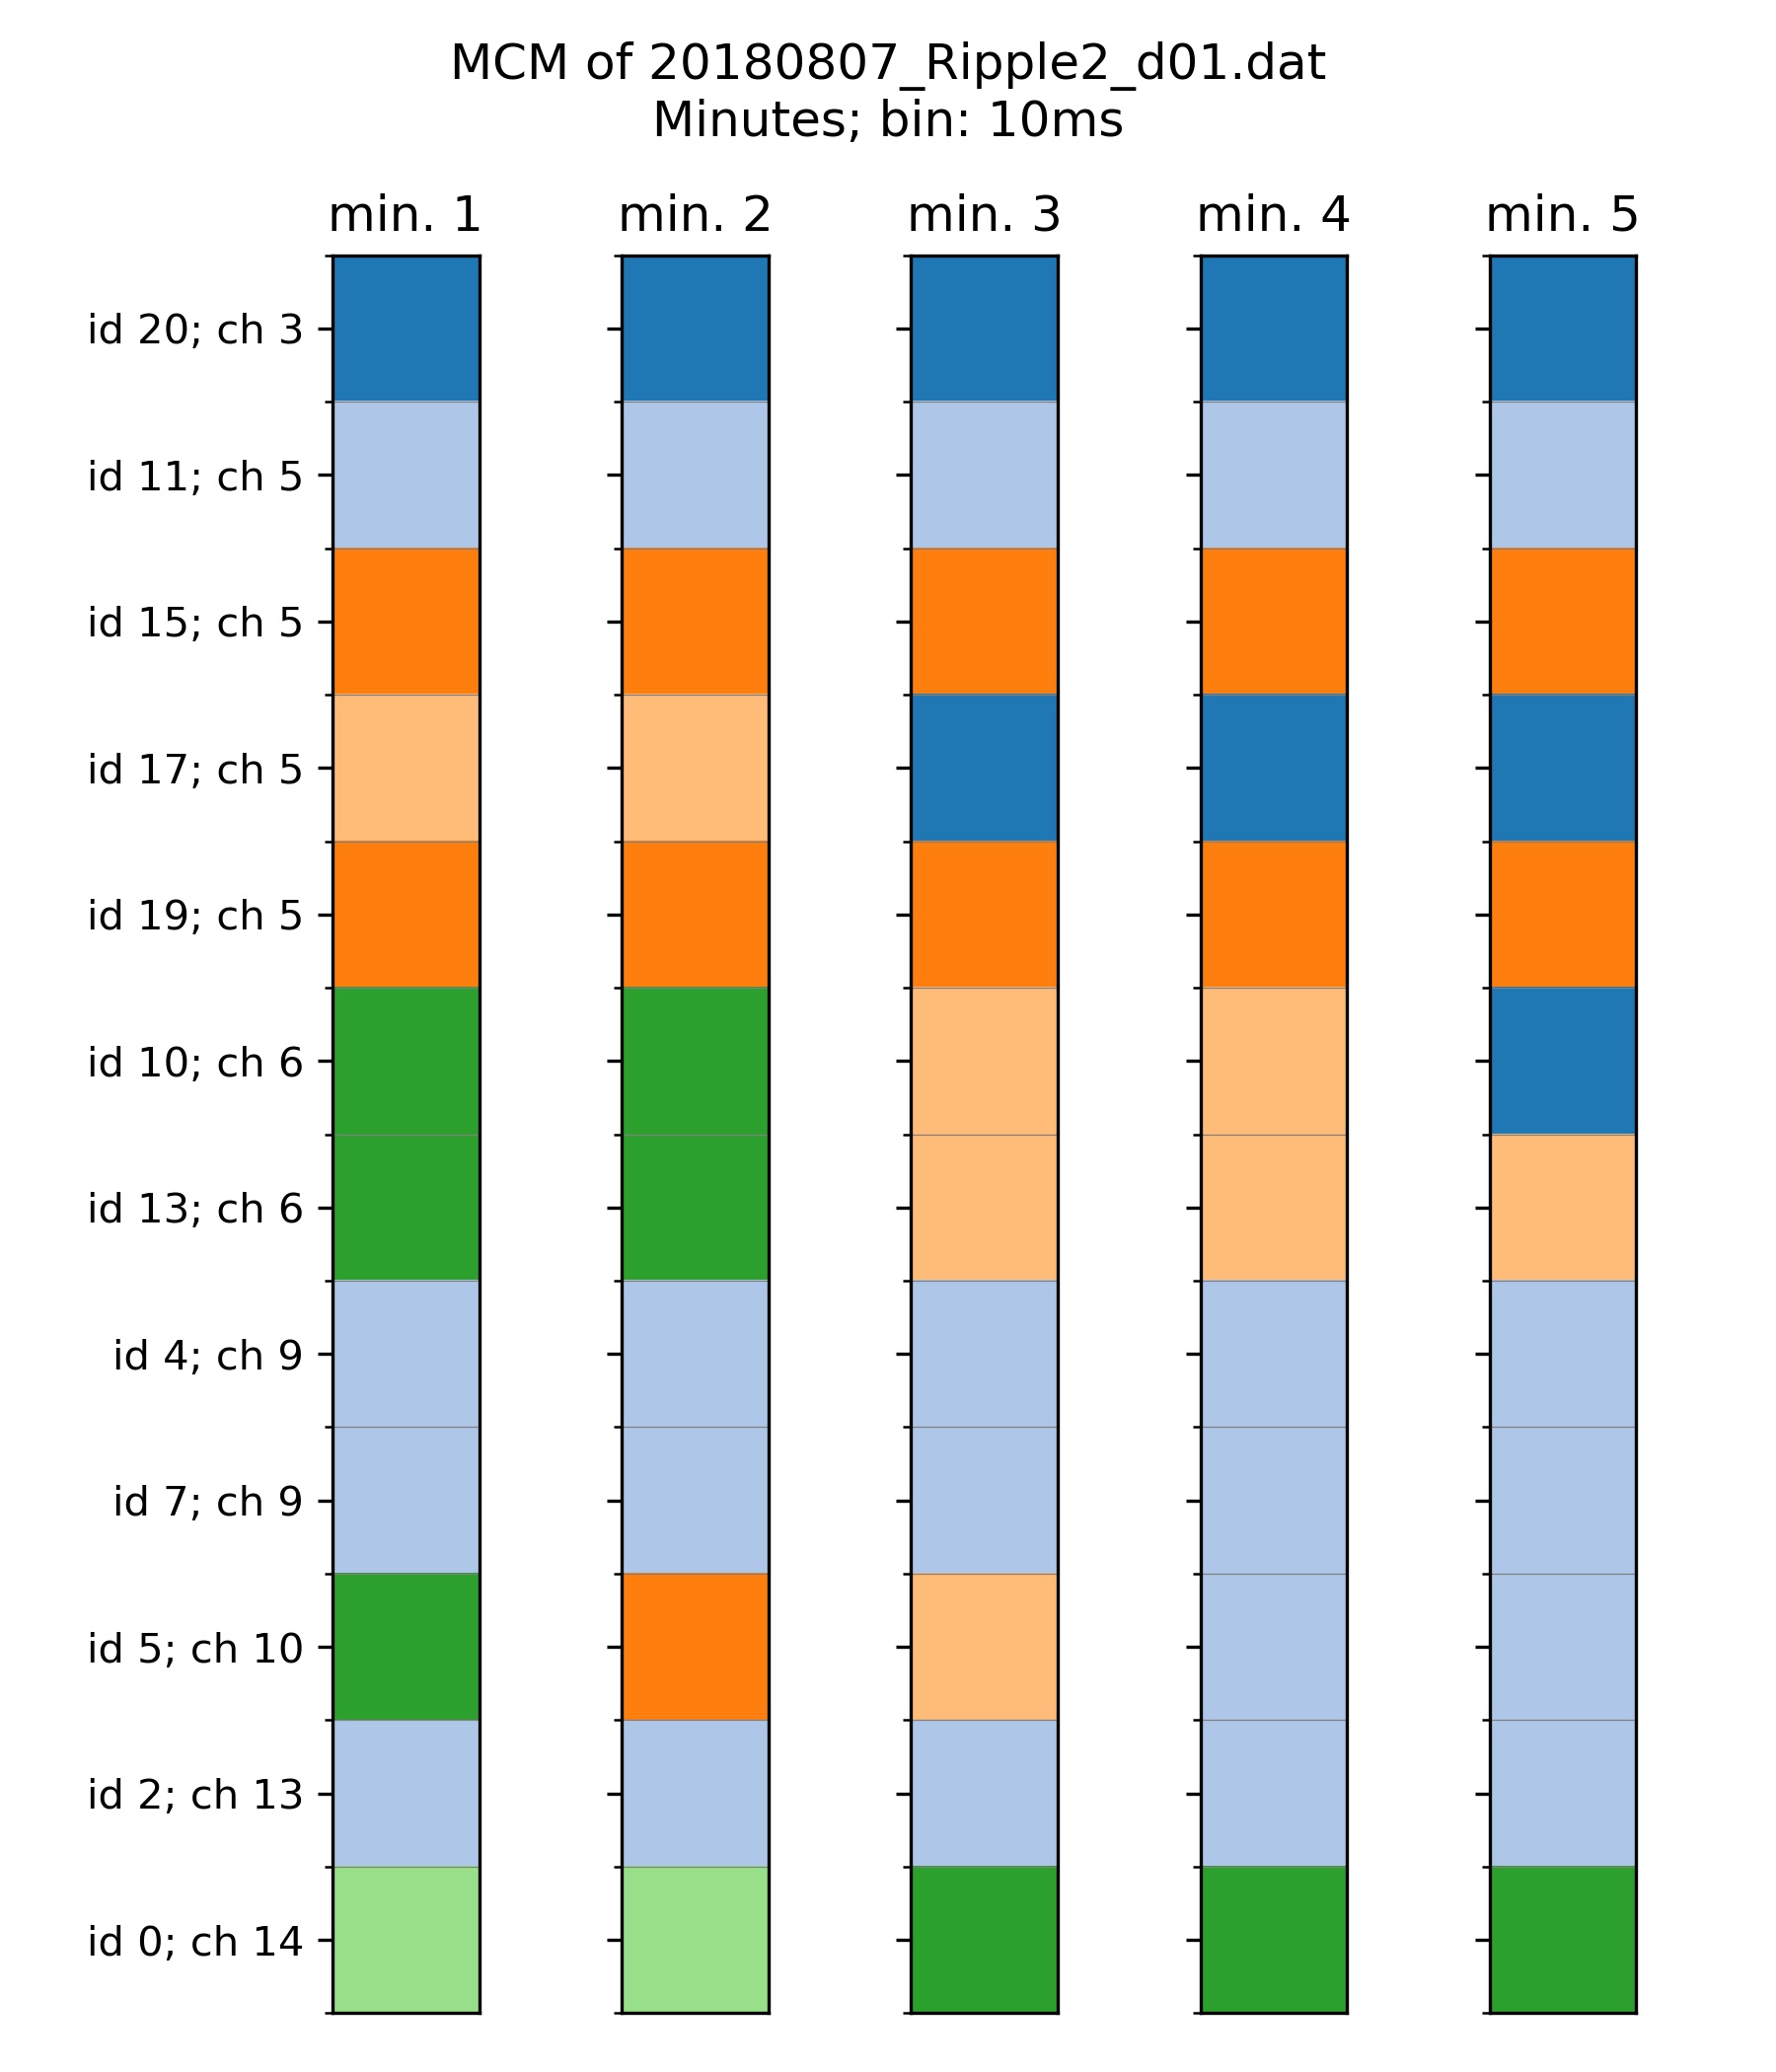 MCM of 20180807_Ripple2_d01.dat
Minutes; bin: 10ms
min. 1 min. 2 min. 3 min. 4 min. 5
id 20; ch 3
id 11; ch 5
id 15; ch 5
id 17; ch 5
id 19; ch 5
id 10; ch 6
id 13; ch 6
id 4; ch 9
id 7; ch 9
id 5; ch 10
id 2; ch 13
id 0; ch 14